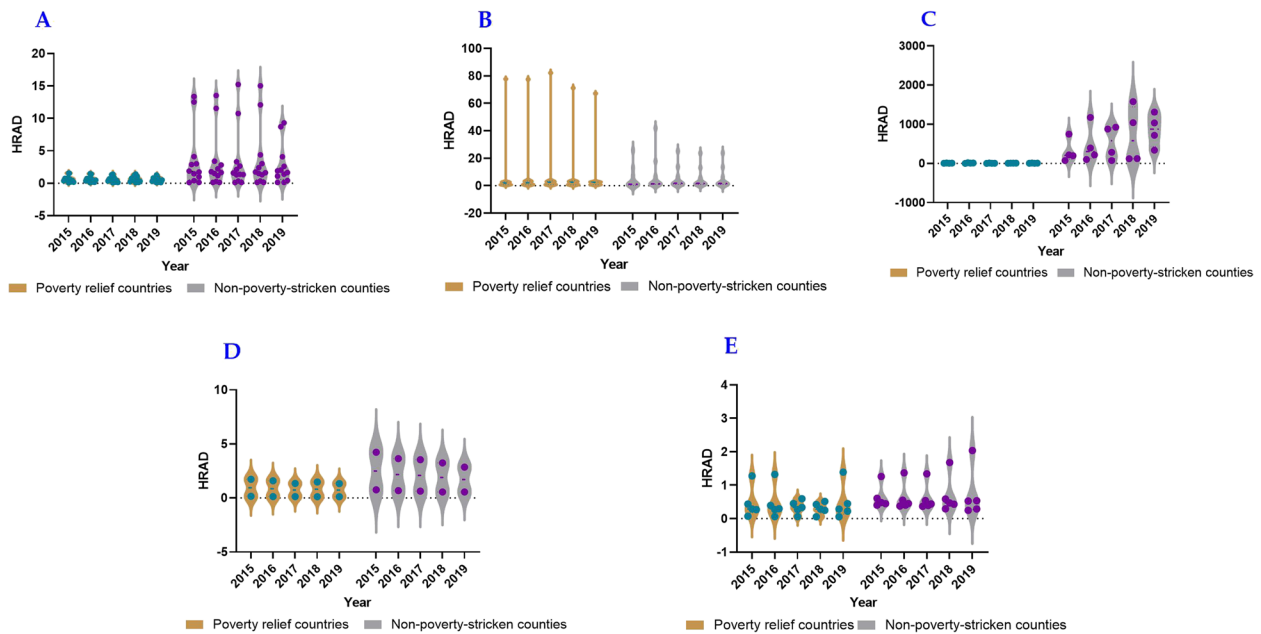 A
HRAD
20
15
10
5
0
-5
2015 2016 2017 2018 2019 2015 2016 2017 2018 2019
Year
Poverty relief countries Non-poverty-stricken counties
B
HRAD
100
80
60
40
20
0
-20
2015 2016 2017 2018 2019 2015 2016 2017 2018 2019
Year
Poverty relief countries Non-poverty-stricken counties
C
HRAD
3000
2000
1000
0
-1000
2015 2016 2017 2018 2019 2015 2016 2017 2018 2019
Year
Poverty relief countries Non-poverty-stricken counties
D
HRAD
10
5
0
-5
2015 2016 2017 2018 2019 2015 2016 2017 2018 2019
Year
Poverty relief countries Non-poverty-stricken counties
E
HRAD
4
3
2
1
0
-1
2015 2016 2017 2018 2019 2015 2016 2017 2018 2019
Year
Poverty relief countries Non-poverty-stricken counties